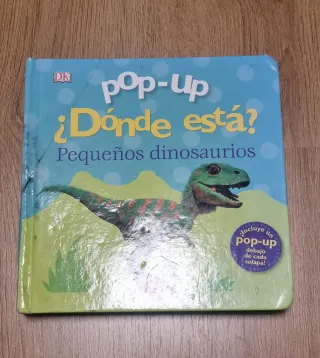 DK
pop-up
¿Dónde está?
Pequeños dinosaurios
¡Incluye un
pop-up
debajo
de cada
solapa!